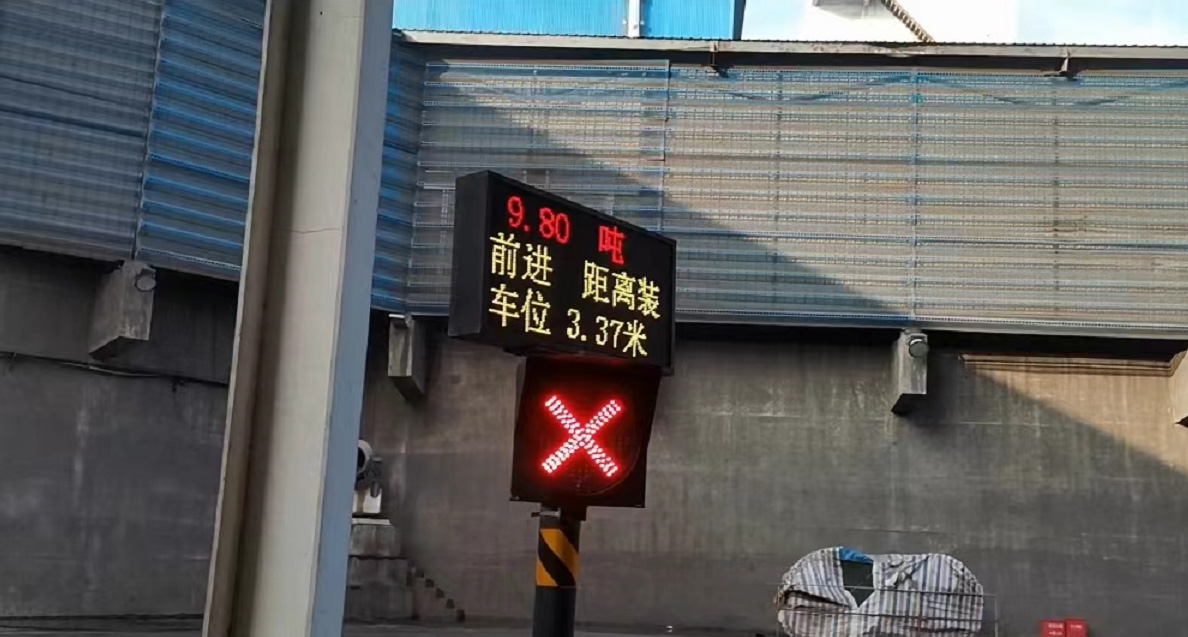 9.80 吨
前进 距离装
车位 3.37米